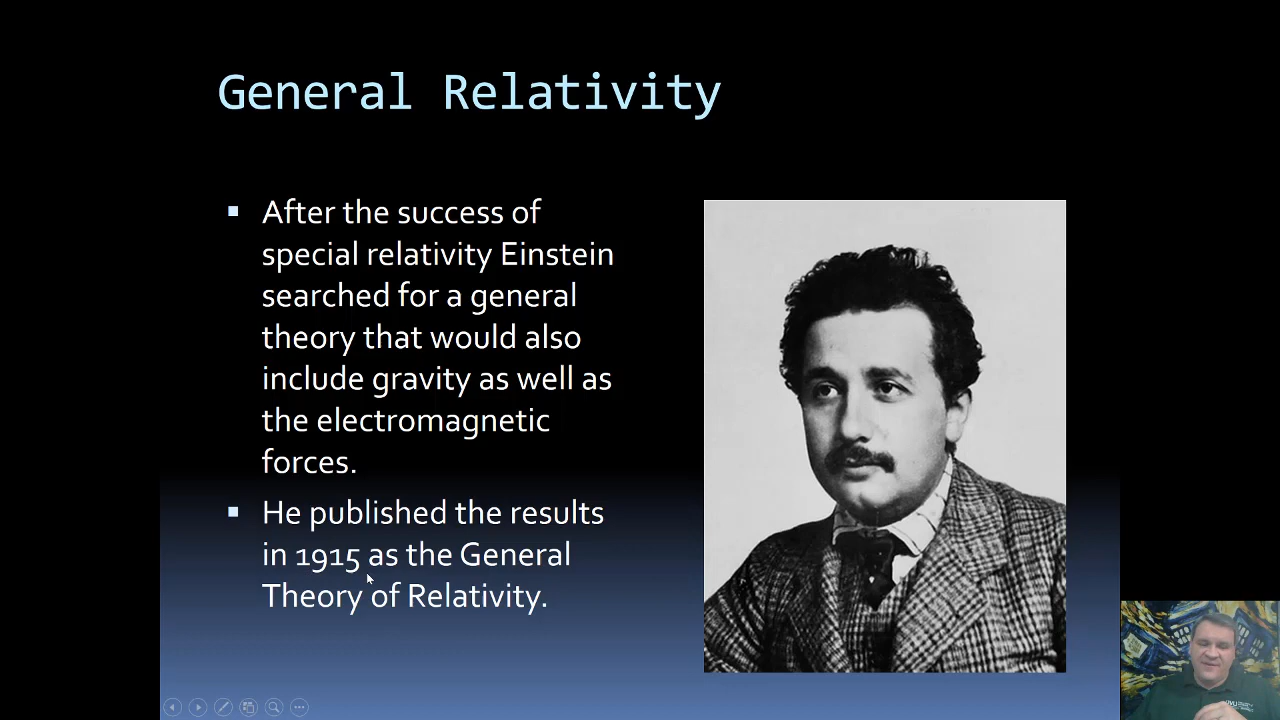 General Relativity
After the success of
special relativity Einstein
searched for a general
theory that would also
include gravity as well as
the electromagnetic
forces.
He published the results
in 1915 as the General
Theory of Relativity.